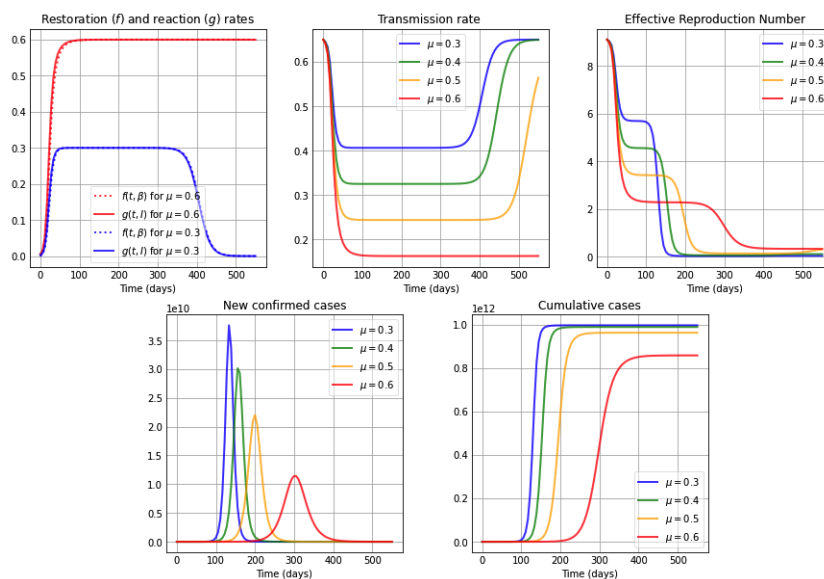 Restoration (f) and reaction (g) rates
0.6
0.5
0.4
0.3
0.2
0.1
0.0
f(t, β) for μ = 0.6
g(t, I) for μ = 0.6
f(t, β) for μ = 0.3
g(t, I) for μ = 0.3
0 100 200 300 400 500
Time (days)
Transmission rate
0.6
0.5
0.4
0.3
0.2
μ = 0.3
μ = 0.4
μ = 0.5
μ = 0.6
0 100 200 300 400 500
Time (days)
Effective Reproduction Number
8
6
4
2
0
μ = 0.3
μ = 0.4
μ = 0.5
μ = 0.6
0 100 200 300 400 500
Time (days)
New confirmed cases
1e10
3.5
3.0
2.5
2.0
1.5
1.0
0.5
0.0
μ = 0.3
μ = 0.4
μ = 0.5
μ = 0.6
0 100 200 300 400 500
Time (days)
Cumulative cases
1e12
1.0
0.8
0.6
0.4
0.2
0.0
μ = 0.3
μ = 0.4
μ = 0.5
μ = 0.6
0 100 200 300 400 500
Time (days)